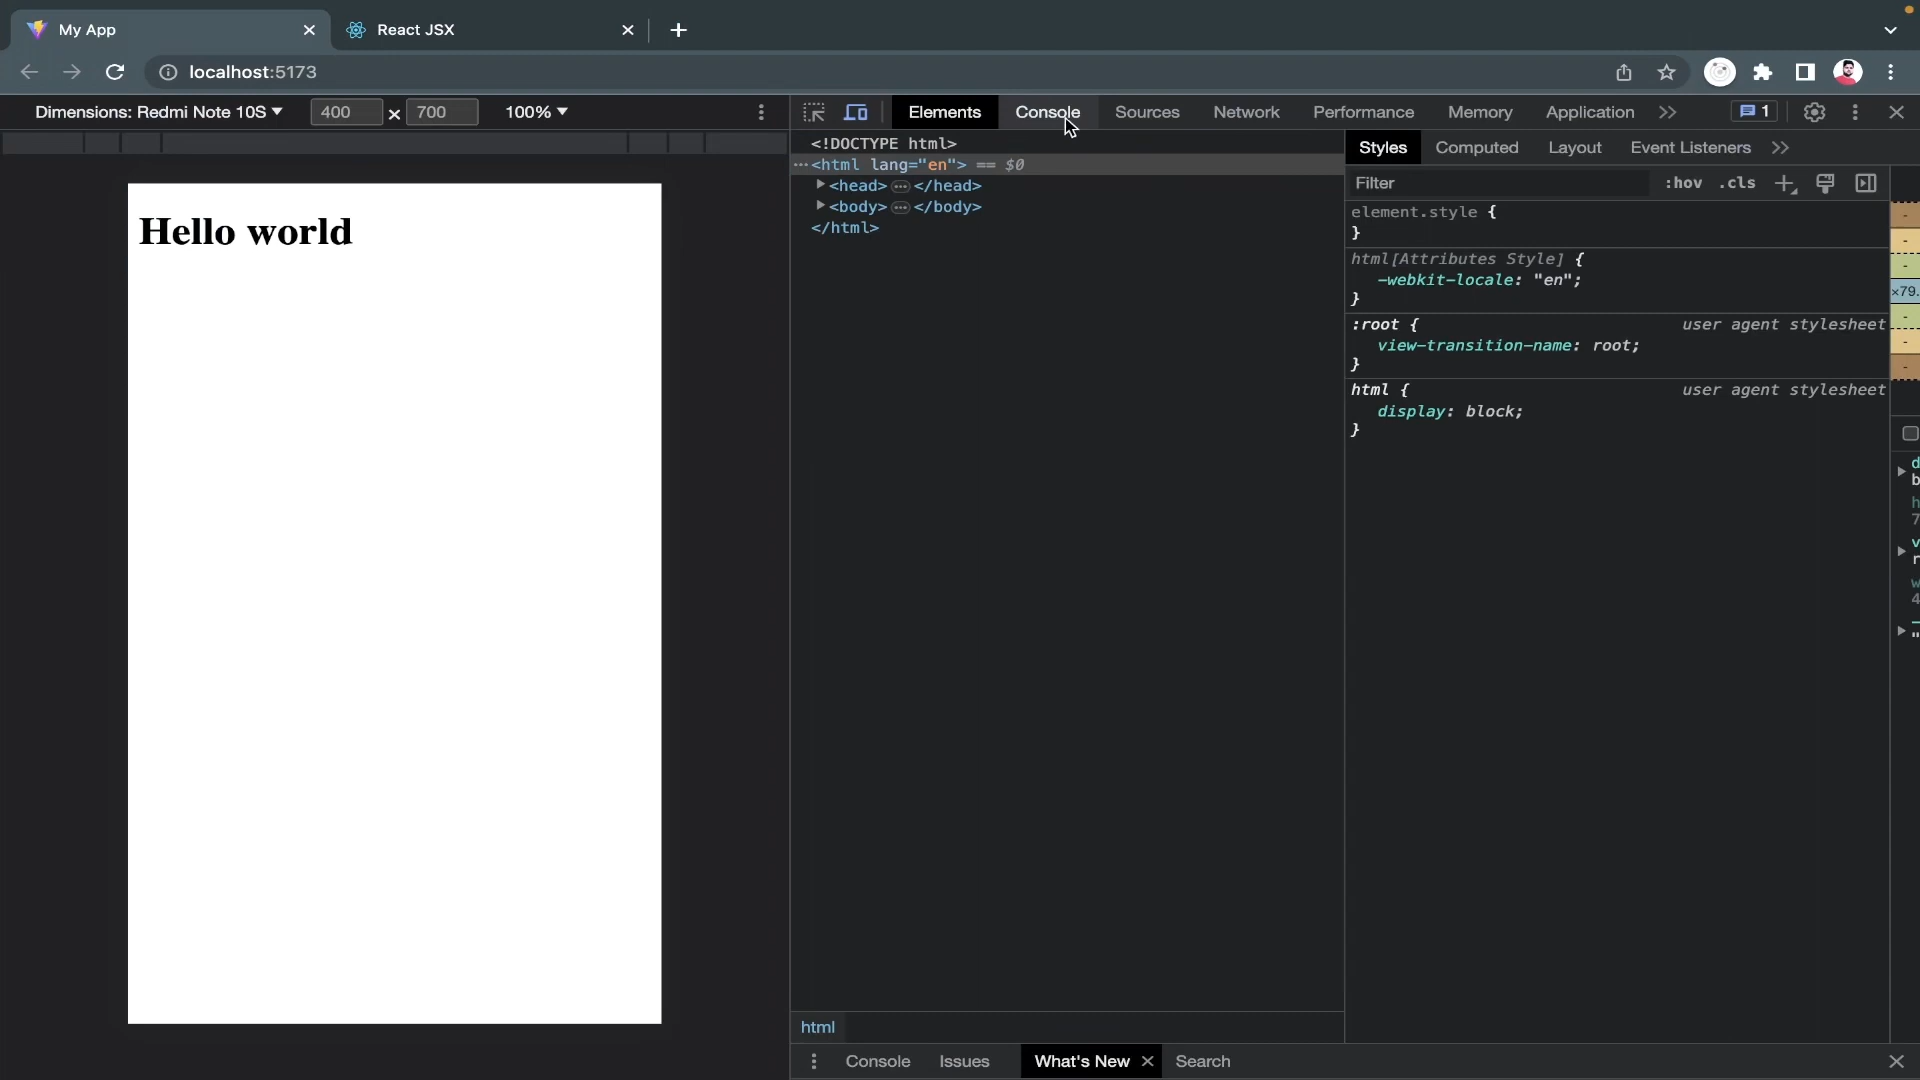 My App
React JSX
localhost:5173
Dimensions: Redmi Note 10S
400 × 700
100%
Elements
Console
Sources
Network
Performance
Memory
Application
1
<!DOCTYPE html>
<html lang="en"> == $0
<head> ... </head>
<body> ... </body>
</html>
Hello world
Styles
Computed
Layout
Event Listeners
Filter
:hov .cls
element.style {
}
html[Attributes Style] {
-webkit-locale: "en";
}
:root { user agent stylesheet
view-transition-name: root;
}
html { user agent stylesheet
display: block;
}
×79.
html
Console
Issues
What's New
Search